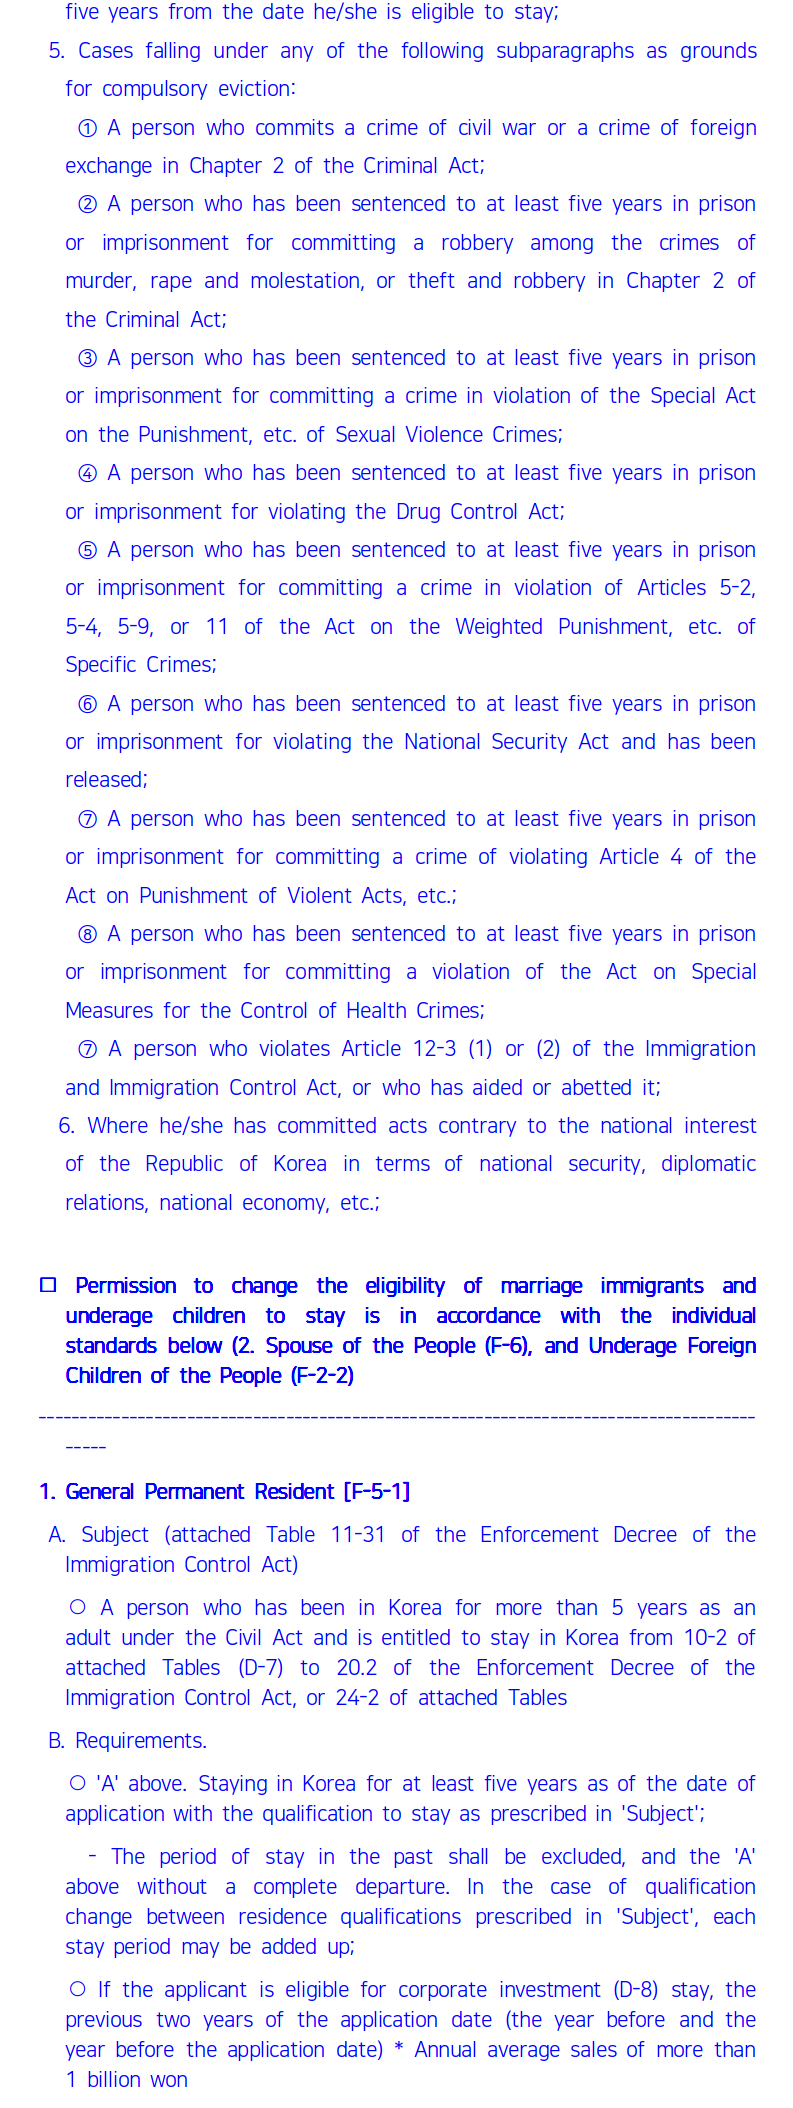 five years from the date he/she is eligible to stay;
5. Cases falling under any of the following subparagraphs as grounds
for compulsory eviction:
① A person who commits a crime of civil war or a crime of foreign
exchange in Chapter 2 of the Criminal Act;
② A person who has been sentenced to at least five years in prison
or imprisonment for committing a robbery among the crimes of
murder, rape and molestation, or theft and robbery in Chapter 2 of
the Criminal Act;
③ A person who has been sentenced to at least five years in prison
or imprisonment for committing a crime in violation of the Special Act
on the Punishment, etc. of Sexual Violence Crimes;
④ A person who has been sentenced to at least five years in prison
or imprisonment for violating the Drug Control Act;
⑤ A person who has been sentenced to at least five years in prison
or imprisonment for committing a crime in violation of Articles 5-2,
5-4, 5-9, or 11 of the Act on the Weighted Punishment, etc. of
Specific Crimes;
⑥ A person who has been sentenced to at least five years in prison
or imprisonment for violating the National Security Act and has been
released;
⑦ A person who has been sentenced to at least five years in prison
or imprisonment for committing a crime of violating Article 4 of the
Act on Punishment of Violent Acts, etc.;
⑧ A person who has been sentenced to at least five years in prison
or imprisonment for committing a violation of the Act on Special
Measures for the Control of Health Crimes;
⑦ A person who violates Article 12-3 (1) or (2) of the Immigration
and Immigration Control Act, or who has aided or abetted it;
6. Where he/she has committed acts contrary to the national interest
of the Republic of Korea in terms of national security, diplomatic
relations, national economy, etc.;
□ Permission to change the eligibility of marriage immigrants and
underage children to stay is in accordance with the individual
standards below (2. Spouse of the People (F-6), and Underage Foreign
Children of the People (F-2-2)
----------------------------------------------------------------------------------------
-----
1. General Permanent Resident [F-5-1]
A. Subject (attached Table 11-31 of the Enforcement Decree of the
Immigration Control Act)
○ A person who has been in Korea for more than 5 years as an
adult under the Civil Act and is entitled to stay in Korea from 10-2 of
attached Tables (D-7) to 20.2 of the Enforcement Decree of the
Immigration Control Act, or 24-2 of attached Tables
B. Requirements.
○ 'A' above. Staying in Korea for at least five years as of the date of
application with the qualification to stay as prescribed in 'Subject';
- The period of stay in the past shall be excluded, and the 'A'
above without a complete departure. In the case of qualification
change between residence qualifications prescribed in 'Subject', each
stay period may be added up;
○ If the applicant is eligible for corporate investment (D-8) stay, the
previous two years of the application date (the year before and the
year before the application date) * Annual average sales of more than
1 billion won